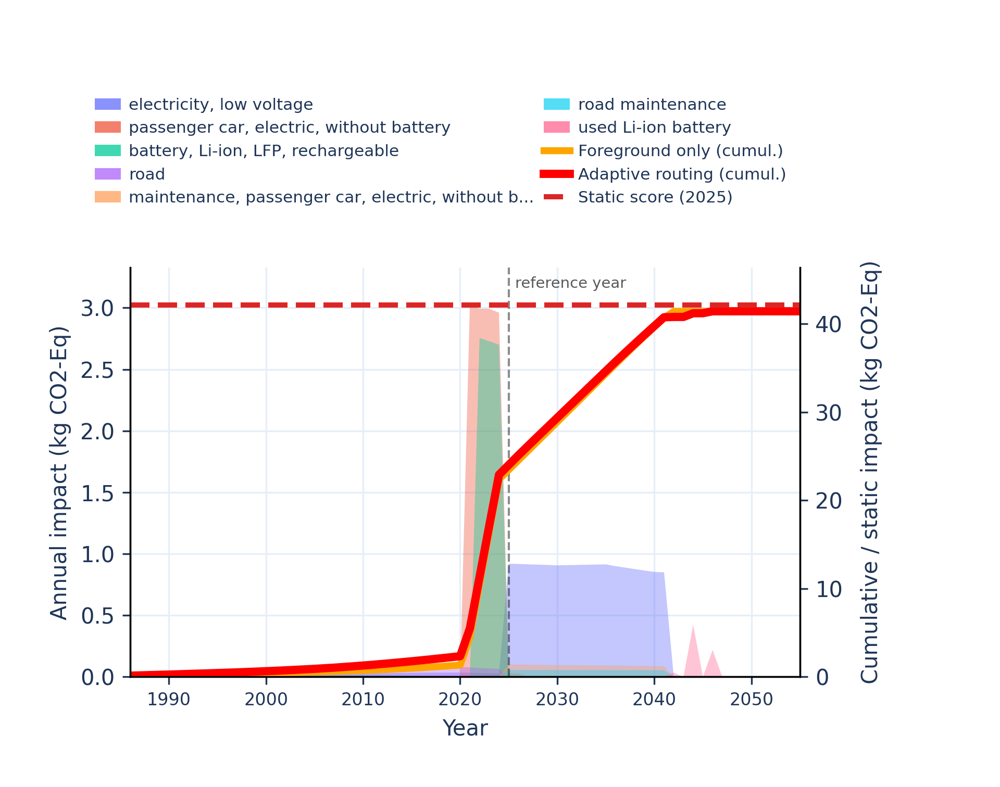 electricity, low voltage
passenger car, electric, without battery
battery, Li-ion, LFP, rechargeable
road
maintenance, passenger car, electric, without b...
road maintenance
used Li-ion battery
Foreground only (cumul.)
Adaptive routing (cumul.)
Static score (2025)
reference year
Annual impact (kg CO2-Eq)
3.0
2.5
2.0
1.5
1.0
0.5
0.0
Cumulative / static impact (kg CO2-Eq)
40
30
20
10
0
1990 2000 2010 2020 2030 2040 2050
Year